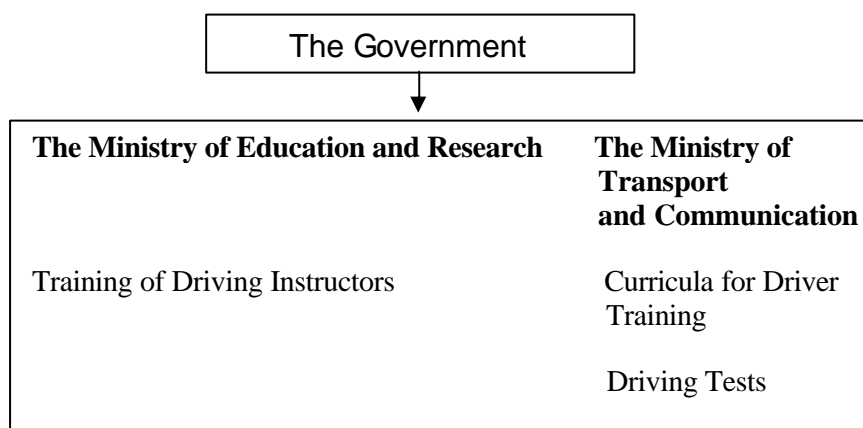 The Government
The Ministry of Education and Research
The Ministry of
Transport
and Communication
Training of Driving Instructors
Curricula for Driver
Training
Driving Tests